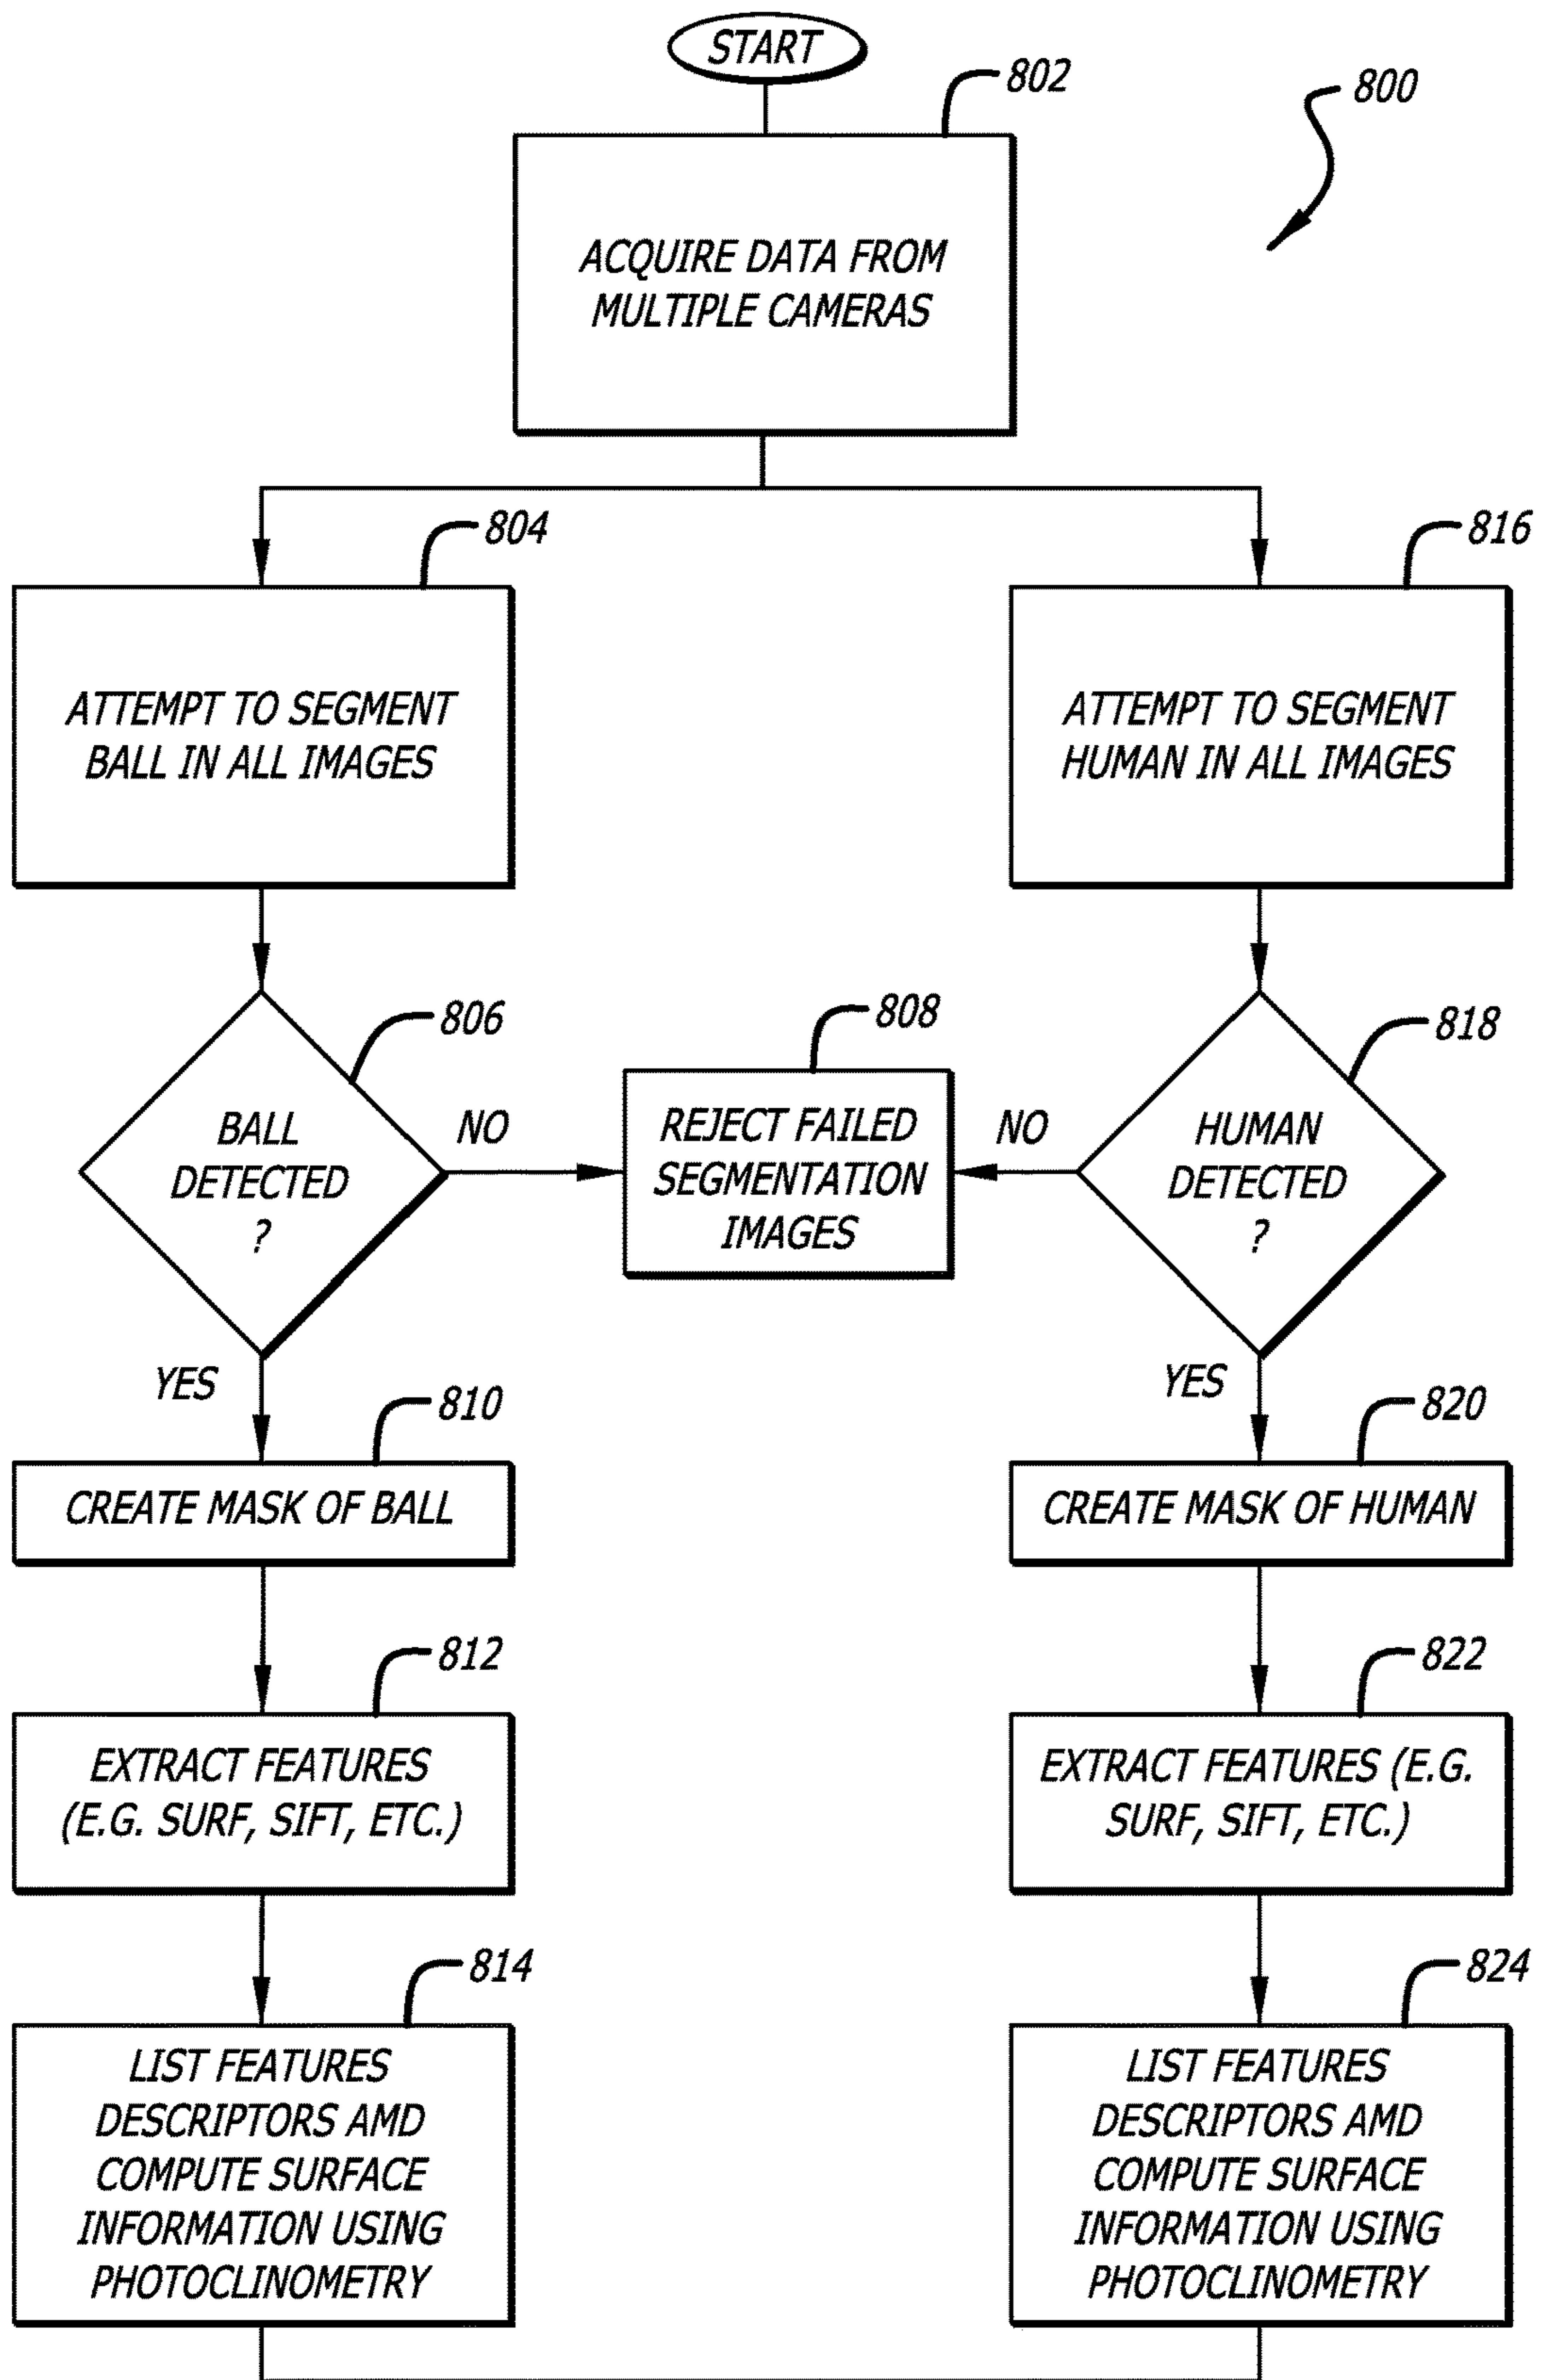 START
802
800
ACQUIRE DATA FROM
MULTIPLE CAMERAS
804
816
ATTEMPT TO SEGMENT
BALL IN ALL IMAGES
ATTEMPT TO SEGMENT
HUMAN IN ALL IMAGES
806
808
818
BALL
DETECTED
?
NO
REJECT FAILED
SEGMENTATION
IMAGES
NO
HUMAN
DETECTED
?
YES
810
YES
820
CREATE MASK OF BALL
CREATE MASK OF HUMAN
812
822
EXTRACT FEATURES
(E.G. SURF, SIFT, ETC.)
EXTRACT FEATURES (E.G.
SURF, SIFT, ETC.)
814
824
LIST FEATURES
DESCRIPTORS AMD
COMPUTE SURFACE
INFORMATION USING
PHOTOCLINOMETRY
LIST FEATURES
DESCRIPTORS AMD
COMPUTE SURFACE
INFORMATION USING
PHOTOCLINOMETRY